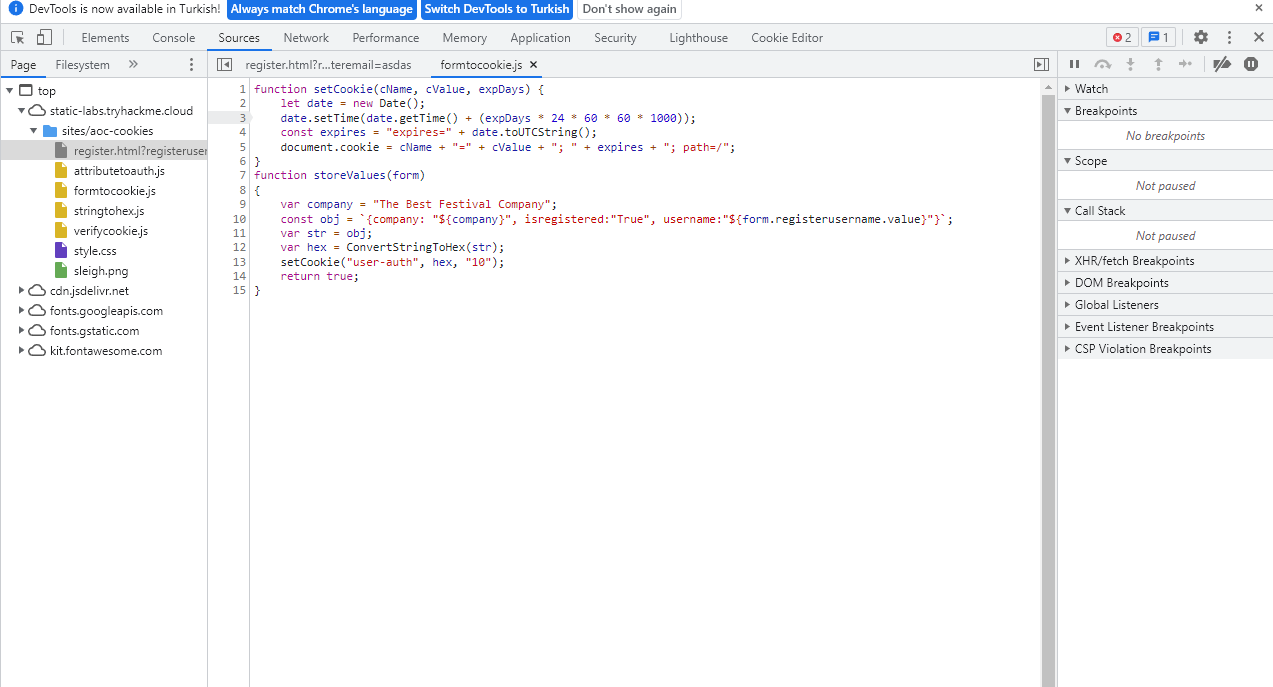 DevTools is now available in Turkish! Always match Chrome's language Switch DevTools to Turkish Don't show again
Elements Console Sources Network Performance Memory Application Security Lighthouse Cookie Editor 2 1
Page Filesystem
register.html?r...teremail=asdas formtocookie.js
top
static-labs.tryhackme.cloud
sites/aoc-cookies
register.html?registeruser
attributetoauth.js
formtocookie.js
stringtohex.js
verifycookie.js
style.css
sleigh.png
cdn.jsdelivr.net
fonts.googleapis.com
fonts.gstatic.com
kit.fontawesome.com
1 function setCookie(cName, cValue, expDays) {
2 let date = new Date();
3 date.setTime(date.getTime() + (expDays * 24 * 60 * 60 * 1000));
4 const expires = "expires=" + date.toUTCString();
5 document.cookie = cName + "=" + cValue + "; " + expires + "; path=/";
6 }
7 function storeValues(form)
8 {
9 var company = "The Best Festival Company";
10 const obj = `{company: "${company}", isregistered:"True", username:"${form.registerusername.value}"}`;
11 var str = obj;
12 var hex = ConvertStringToHex(str);
13 setCookie("user-auth", hex, "10");
14 return true;
15 }
Watch
Breakpoints
No breakpoints
Scope
Not paused
Call Stack
Not paused
XHR/fetch Breakpoints
DOM Breakpoints
Global Listeners
Event Listener Breakpoints
CSP Violation Breakpoints